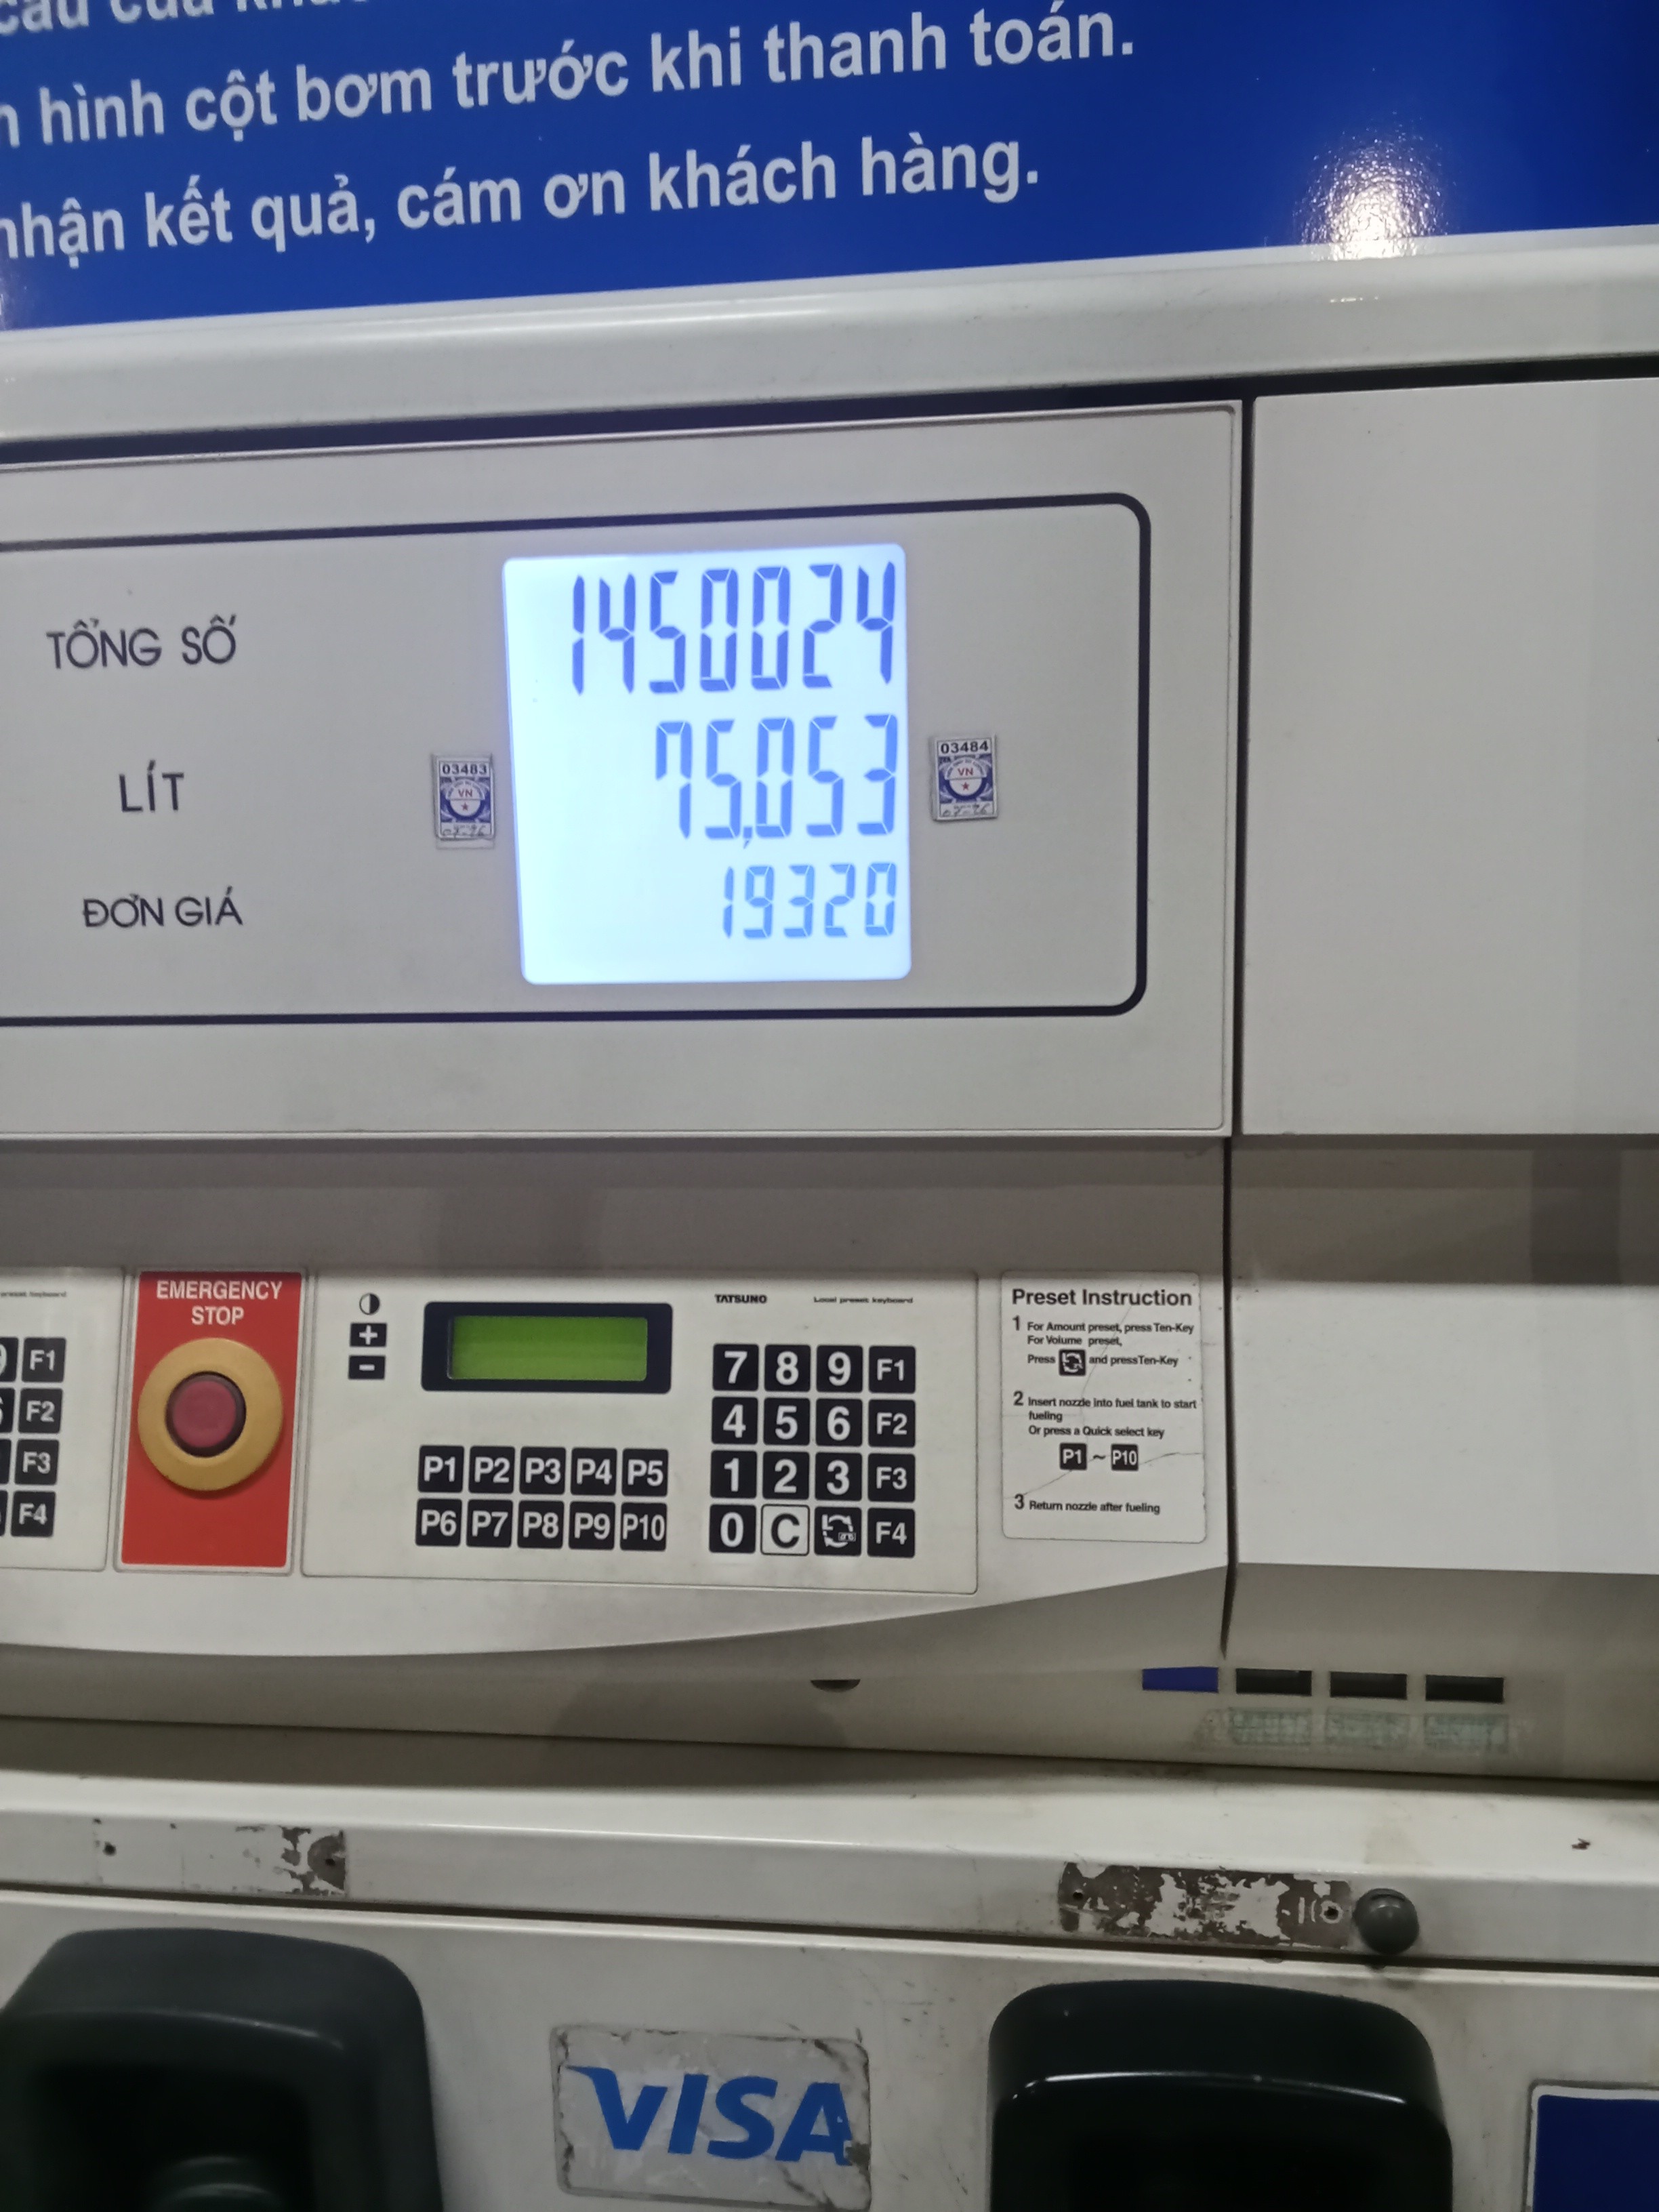 hình cột bơm trước khi thanh toán.
nhận kết quả, cám ơn khách hàng.
TỔNG SỐ
1450024
LÍT
75,053
03483
VN
03484
VN
ĐƠN GIÁ
19320
EMERGENCY
STOP
F1
F2
F3
F4
+
-
TATSUNO
Local preset keyboard
7 8 9 F1
4 5 6 F2
1 2 3 F3
0 C F4
P1 P2 P3 P4 P5
P6 P7 P8 P9 P10
Preset Instruction
1 For Amount preset, press Ten-Key
For Volume preset,
Press and pressTen-Key
2 Insert nozzle into fuel tank to start
fueling
Or press a Quick select key
P1 ~ P10
3 Return nozzle after fueling
VISA